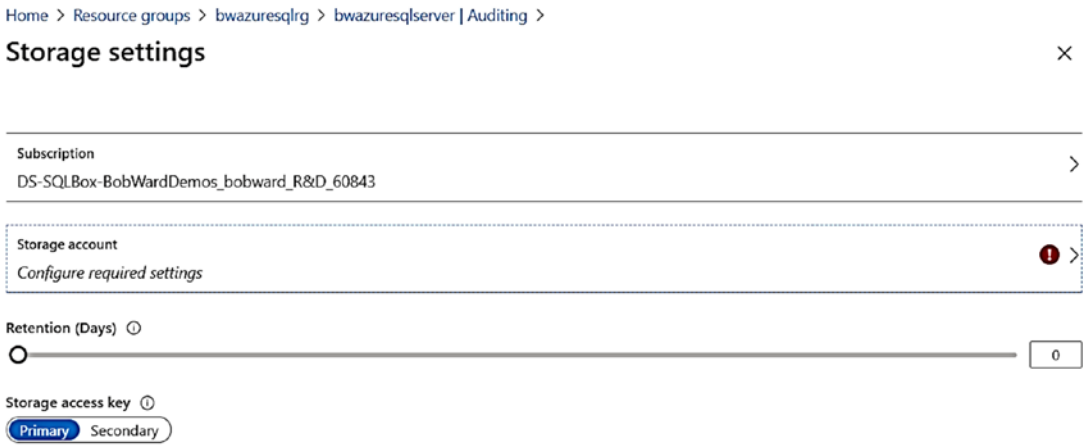 Home > Resource groups > bwazuresqlrg > bwazuresqlserver | Auditing >
Storage settings
Subscription
DS-SQLBox-BobWardDemos_bobward_R&D_60843
Storage account
Configure required settings
Retention (Days)
0
Storage access key
Primary Secondary